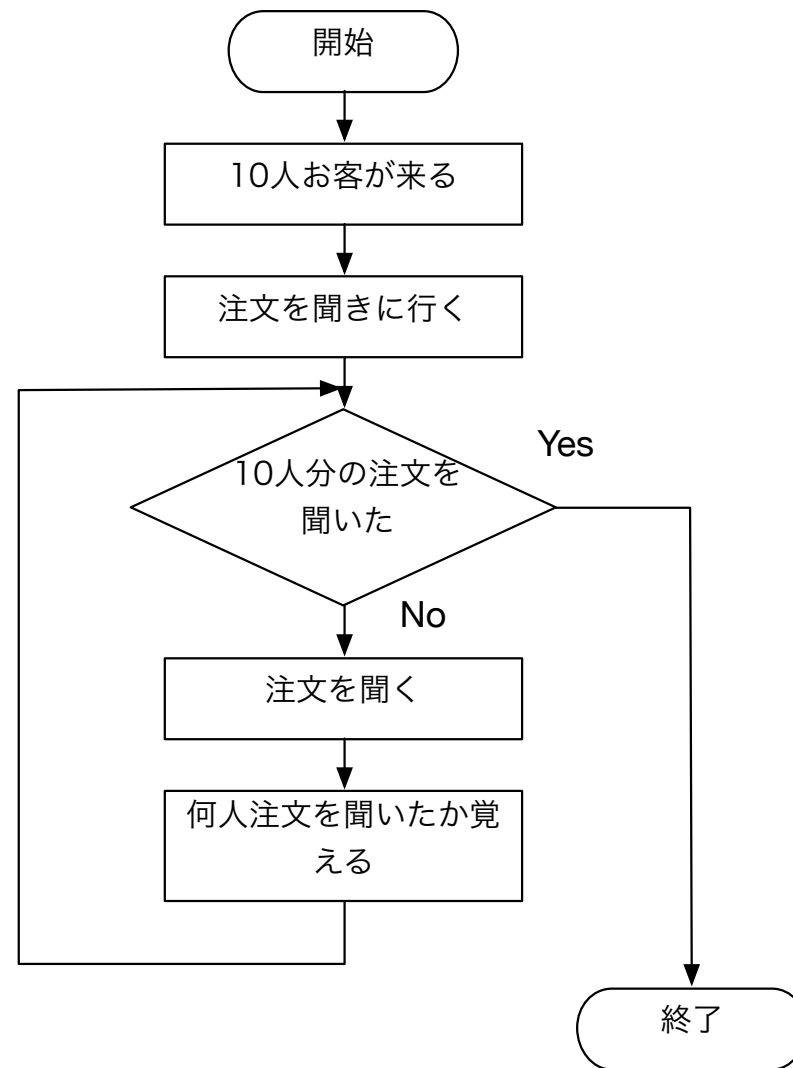 開始
10人お客が来る
注文を聞きに行く
Yes
10人分の注文を
聞いた
No
注文を聞く
何人注文を聞いたか覚
える
終了